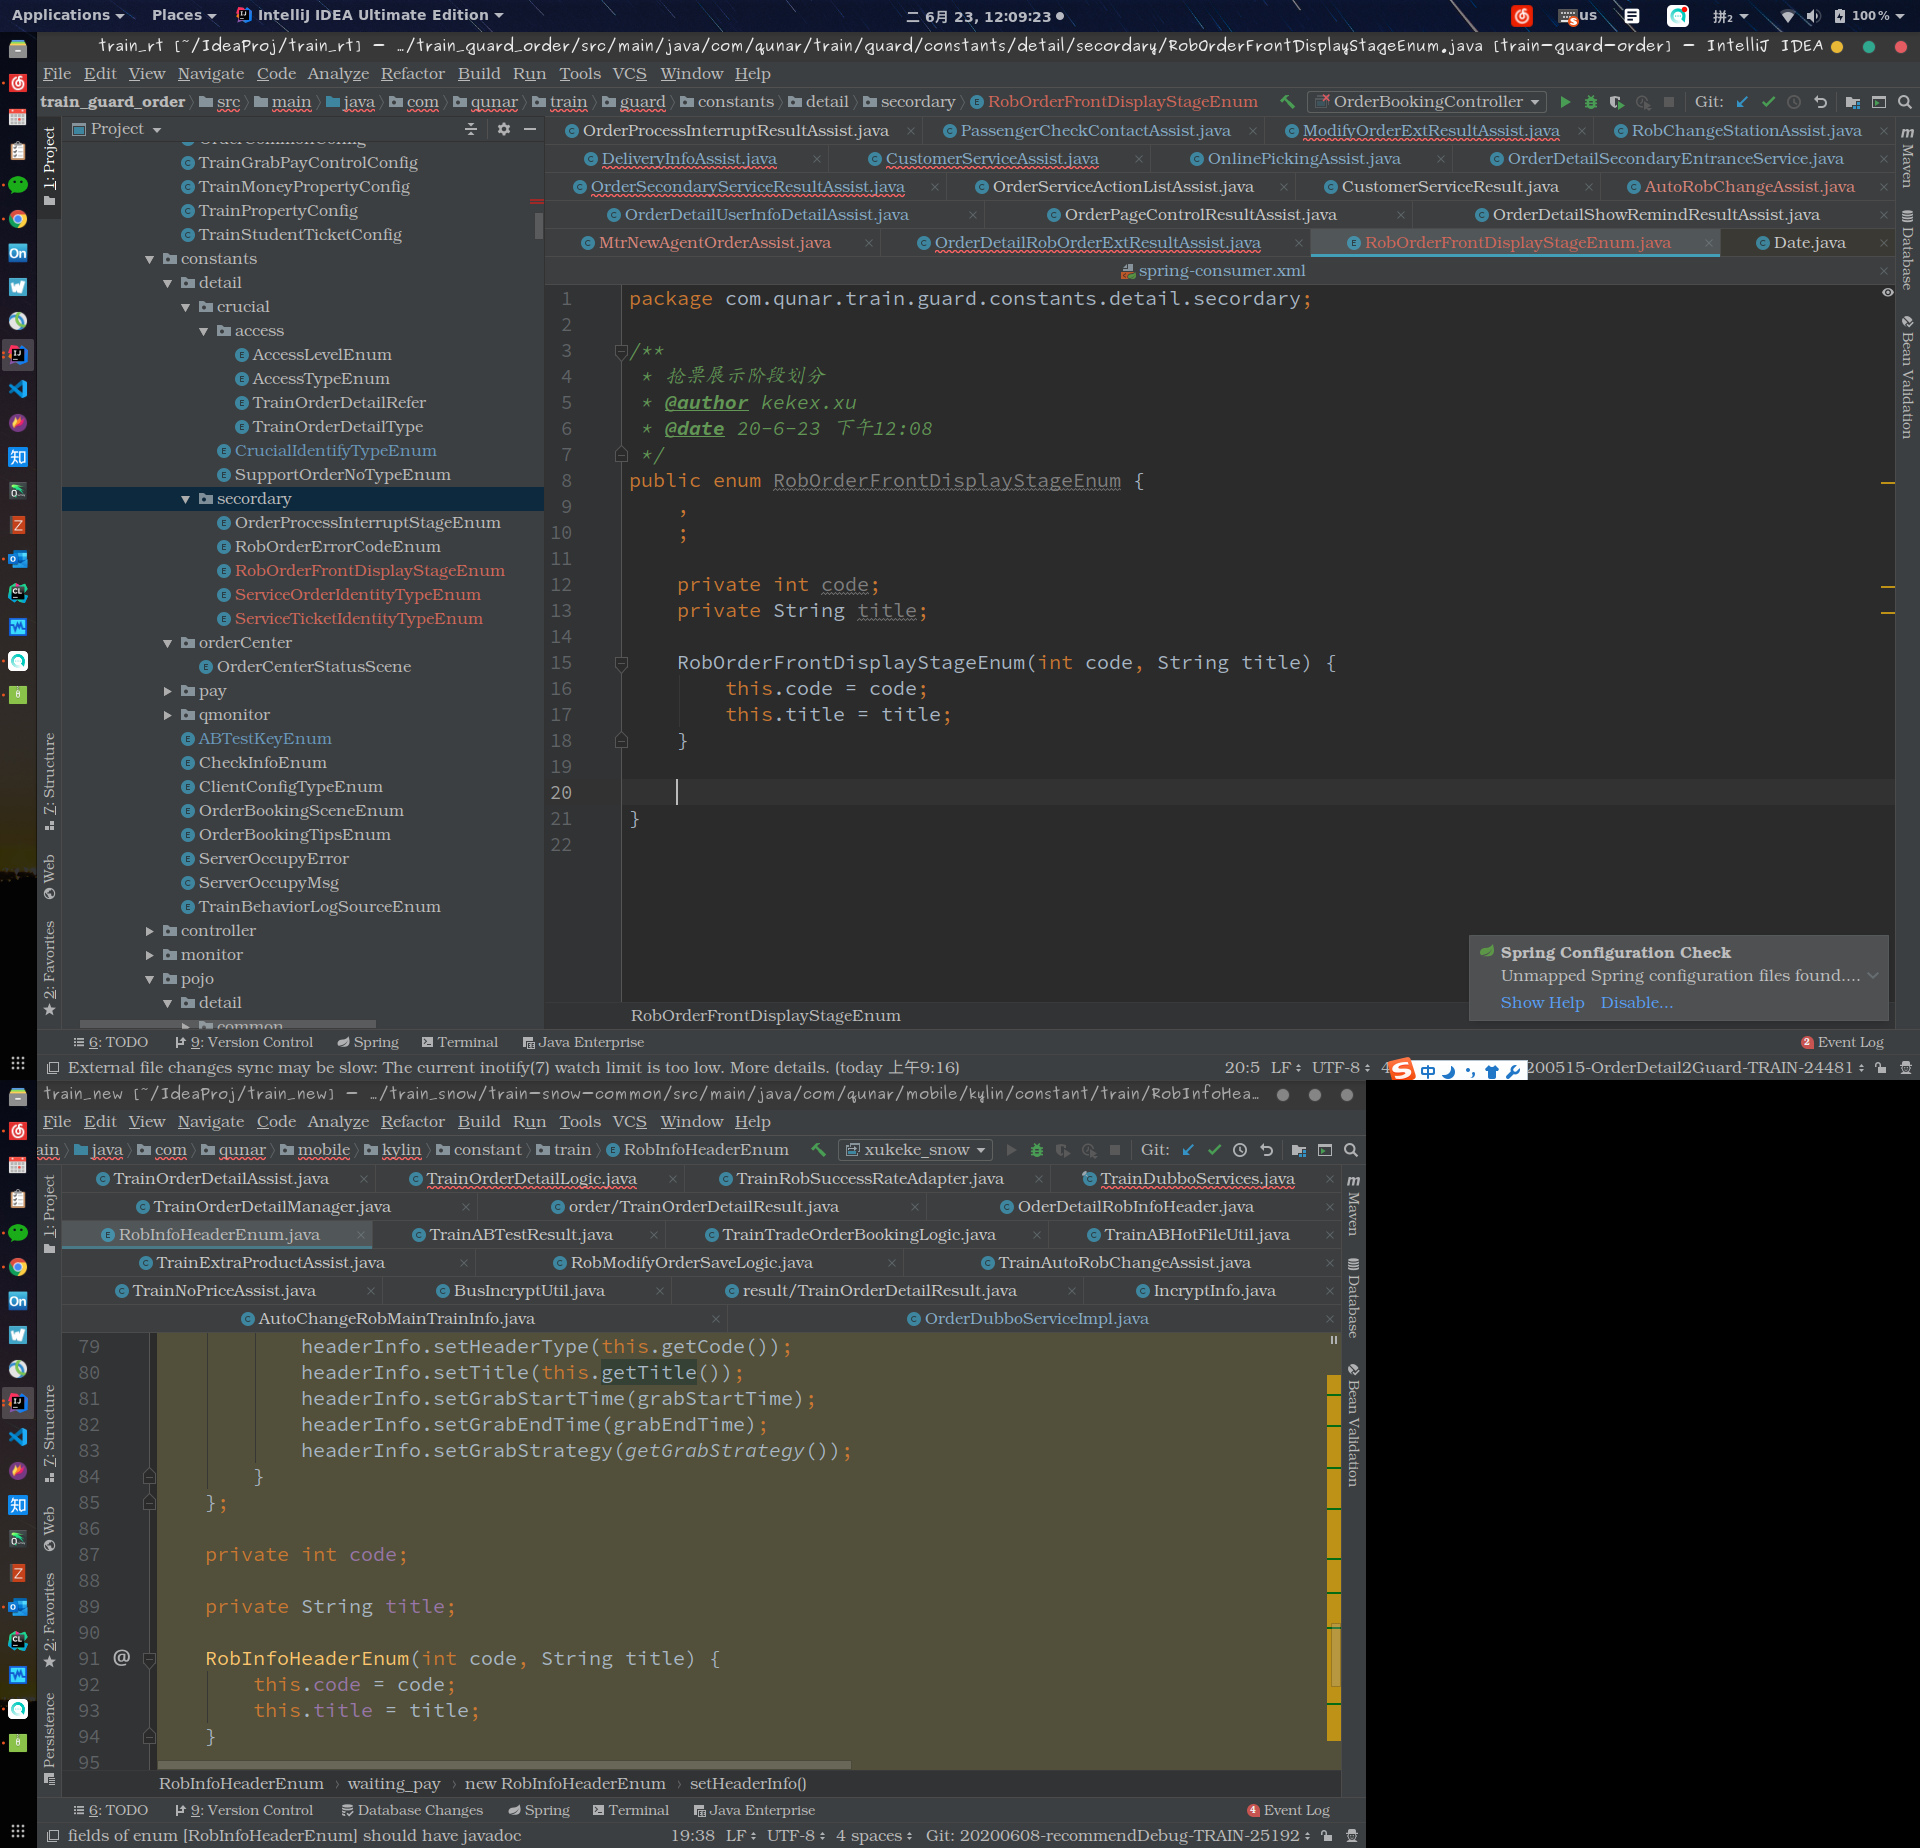 Applications
Places
IntelliJ IDEA Ultimate Edition
二 6月 23, 12:09:23
us
拼₂
100%
train_rt [~/IdeaProj/train_rt] – …/train_guard_order/src/main/java/com/qunar/train/guard/constants/detail/secordary/RobOrderFrontDisplayStageEnum.java [train-guard-order] – IntelliJ IDEA
File Edit View Navigate Code Analyze Refactor Build Run Tools VCS Window Help
train_guard_order src main java com qunar train guard constants detail secordary RobOrderFrontDisplayStageEnum
OrderBookingController
Git:
Project
OrderProcessInterruptResultAssist.java PassengerCheckContactAssist.java ModifyOrderExtResultAssist.java RobChangeStationAssist.java
DeliveryInfoAssist.java CustomerServiceAssist.java OnlinePickingAssist.java OrderDetailSecondaryEntranceService.java
OrderSecondaryServiceResultAssist.java OrderServiceActionListAssist.java CustomerServiceResult.java AutoRobChangeAssist.java
OrderDetailUserInfoDetailAssist.java OrderPageControlResultAssist.java OrderDetailShowRemindResultAssist.java
MtrNewAgentOrderAssist.java OrderDetailRobOrderExtResultAssist.java RobOrderFrontDisplayStageEnum.java Date.java
spring-consumer.xml
1: Project
7: Structure
Web
2: Favorites
Maven
Database
Bean Validation
OrderCommonConfig
TrainGrabPayControlConfig
TrainMoneyPropertyConfig
TrainPropertyConfig
TrainStudentTicketConfig
constants
detail
crucial
access
AccessLevelEnum
AccessTypeEnum
TrainOrderDetailRefer
TrainOrderDetailType
CrucialIdentifyTypeEnum
SupportOrderNoTypeEnum
secordary
OrderProcessInterruptStageEnum
RobOrderErrorCodeEnum
RobOrderFrontDisplayStageEnum
ServiceOrderIdentityTypeEnum
ServiceTicketIdentityTypeEnum
orderCenter
OrderCenterStatusScene
pay
qmonitor
ABTestKeyEnum
CheckInfoEnum
ClientConfigTypeEnum
OrderBookingSceneEnum
OrderBookingTipsEnum
ServerOccupyError
ServerOccupyMsg
TrainBehaviorLogSourceEnum
controller
monitor
pojo
detail
common
1 package com.qunar.train.guard.constants.detail.secordary;
2
3 /**
4 * 抢票展示阶段划分
5 * @author kekex.xu
6 * @date 20-6-23 下午12:08
7 */
8 public enum RobOrderFrontDisplayStageEnum {
9 ,
10 ;
11
12 private int code;
13 private String title;
14
15 RobOrderFrontDisplayStageEnum(int code, String title) {
16 this.code = code;
17 this.title = title;
18 }
19
20
21 }
22
Spring Configuration Check
Unmapped Spring configuration files found....
Show Help Disable...
RobOrderFrontDisplayStageEnum
6: TODO 9: Version Control Spring Terminal Java Enterprise
2 Event Log
External file changes sync may be slow: The current inotify(7) watch limit is too low. More details. (today 上午9:16)
20:5 LF UTF-8 4
中
200515-OrderDetail2Guard-TRAIN-24481
train_new [~/IdeaProj/train_new] – …/train_snow/train-snow-common/src/main/java/com/qunar/mobile/kylin/constant/train/RobInfoHea…
File Edit View Navigate Code Analyze Refactor Build Run Tools VCS Window Help
ain java com qunar mobile kylin constant train RobInfoHeaderEnum
xukeke_snow
Git:
TrainOrderDetailAssist.java TrainOrderDetailLogic.java TrainRobSuccessRateAdapter.java TrainDubboServices.java
TrainOrderDetailManager.java order/TrainOrderDetailResult.java OderDetailRobInfoHeader.java
RobInfoHeaderEnum.java TrainABTestResult.java TrainTradeOrderBookingLogic.java TrainABHotFileUtil.java
TrainExtraProductAssist.java RobModifyOrderSaveLogic.java TrainAutoRobChangeAssist.java
TrainNoPriceAssist.java BusIncryptUtil.java result/TrainOrderDetailResult.java IncryptInfo.java
AutoChangeRobMainTrainInfo.java OrderDubboServiceImpl.java
1: Project
7: Structure
Web
2: Favorites
Persistence
Maven
Database
Bean Validation
79 headerInfo.setHeaderType(this.getCode());
80 headerInfo.setTitle(this.getTitle());
81 headerInfo.setGrabStartTime(grabStartTime);
82 headerInfo.setGrabEndTime(grabEndTime);
83 headerInfo.setGrabStrategy(getGrabStrategy());
84 }
85 };
86
87 private int code;
88
89 private String title;
90
91 @ RobInfoHeaderEnum(int code, String title) {
92 this.code = code;
93 this.title = title;
94 }
95
RobInfoHeaderEnum › waiting_pay › new RobInfoHeaderEnum › setHeaderInfo()
6: TODO 9: Version Control Database Changes Spring Terminal Java Enterprise
4 Event Log
fields of enum [RobInfoHeaderEnum] should have javadoc
19:38 LF UTF-8 4 spaces Git: 20200608-recommendDebug-TRAIN-25192